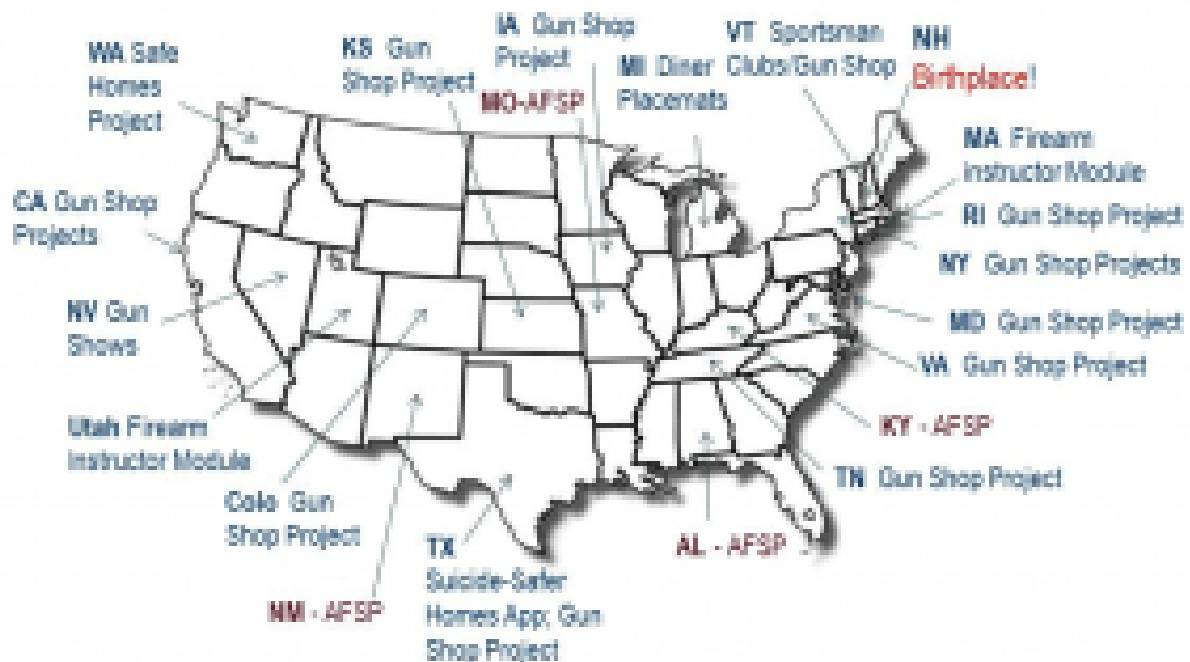 WA Safe
Homes
Project
KS Gun
Shop Project
IA Gun Shop
Project
MO-AFSP
MI Diner
Placemats
VT Sportsman
Clubs/Gun Shop
NH
Birthplace!
MA Firearm
Instructor Module
RI Gun Shop Project
NY Gun Shop Projects
MD Gun Shop Project
VA Gun Shop Project
KY - AFSP
TN Gun Shop Project
AL - AFSP
TX
Suicide-Safer
Homes App; Gun
Shop Project
NM - AFSP
Colo Gun
Shop Project
Utah Firearm
Instructor Module
NV Gun
Shows
CA Gun Shop
Projects